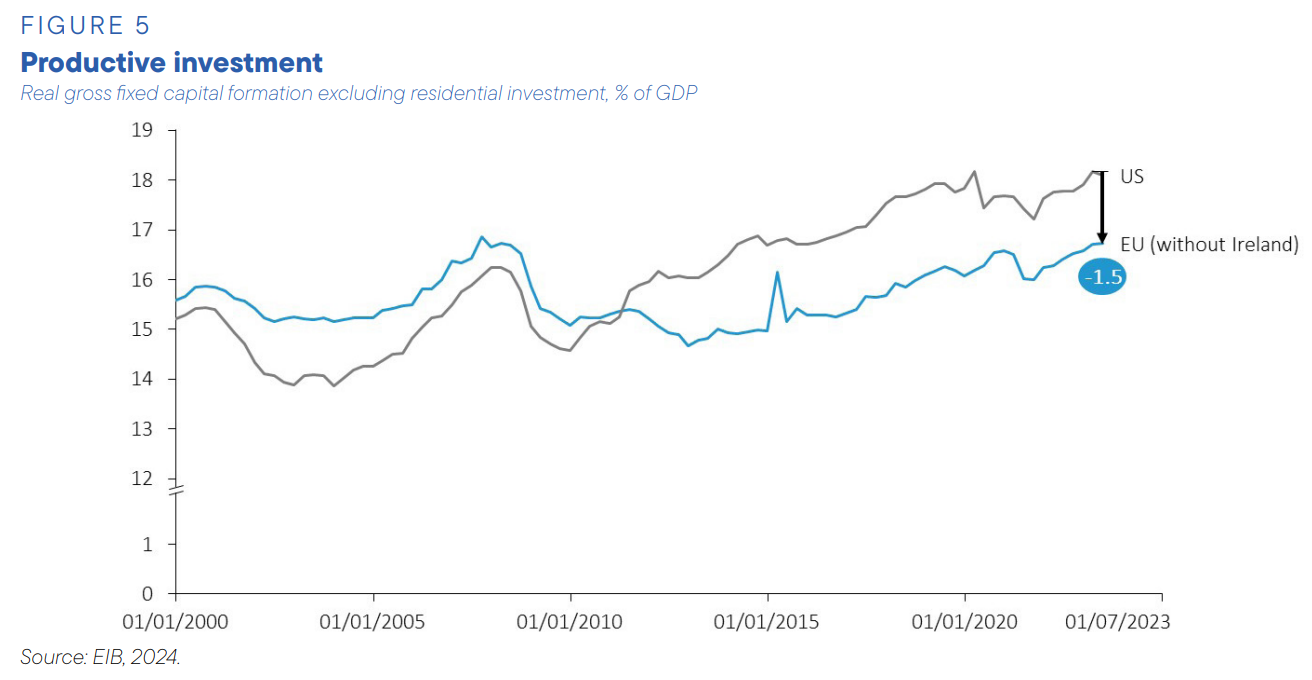 FIGURE 5
Productive investment
Real gross fixed capital formation excluding residential investment, % of GDP
19
18
US
17
EU (without Ireland)
16
-1.5
15
14
13
12
1
0
01/01/2000 01/01/2005 01/01/2010 01/01/2015 01/01/2020 01/07/2023
Source: EIB, 2024.